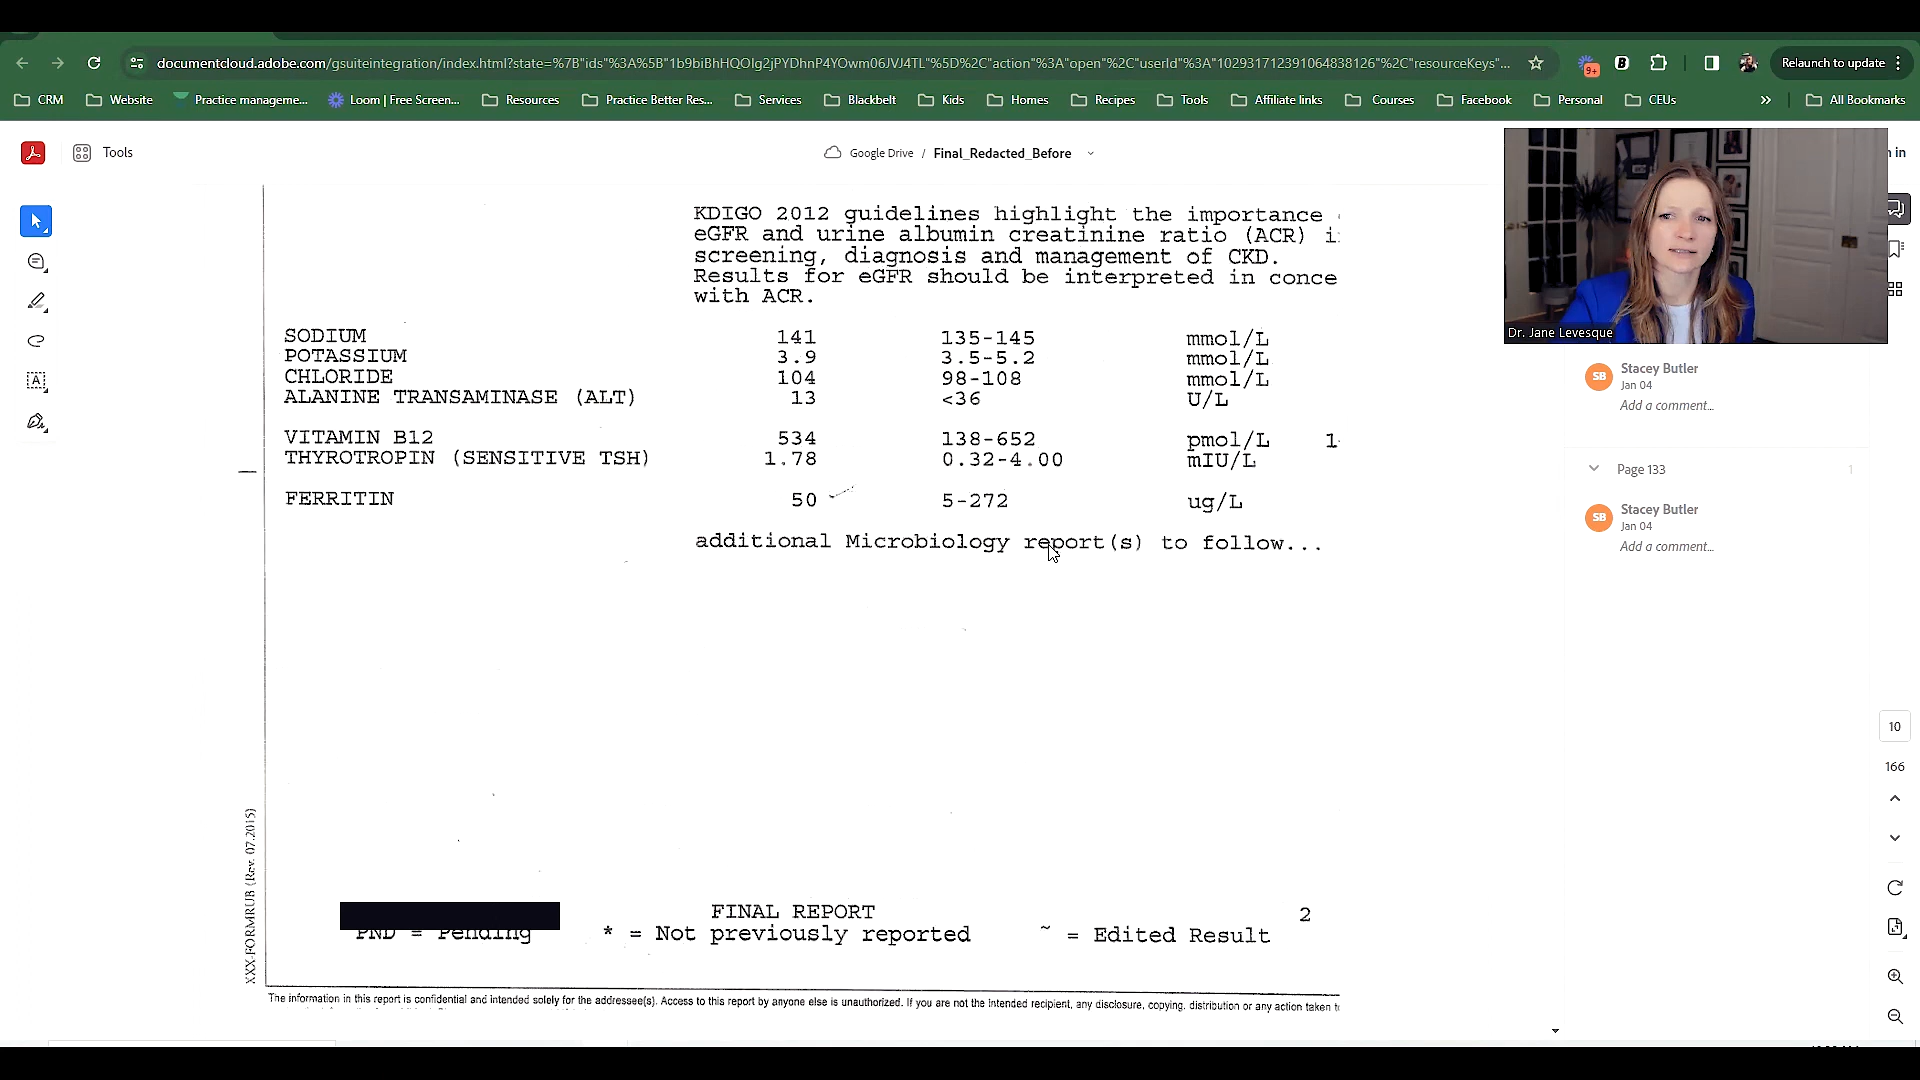 documentcloud.adobe.com/gsuiteintegration/index.html?state=%7B"ids"%3A%5B"1b9biBhHQOIg2jPYDhnP4YOwm06JVJ4TL"%5D%2C"action"%3A"open"%2C"userId"%3A"102931712391064838126"%2C"resourceKeys"...
9+
Relaunch to update
CRM Website Practice manageme... Loom | Free Screen... Resources Practice Better Res... Services Blackbelt Kids Homes Recipes Tools Affiliate links Courses Facebook Personal CEUs » All Bookmarks
Tools
Google Drive / Final_Redacted_Before
n in
KDIGO 2012 guidelines highlight the importance
eGFR and urine albumin creatinine ratio (ACR) i
screening, diagnosis and management of CKD.
Results for eGFR should be interpreted in conce
with ACR.
SODIUM 141 135-145 mmol/L
POTASSIUM 3.9 3.5-5.2 mmol/L
CHLORIDE 104 98-108 mmol/L
ALANINE TRANSAMINASE (ALT) 13 <36 U/L
VITAMIN B12 534 138-652 pmol/L 1
THYROTROPIN (SENSITIVE TSH) 1.78 0.32-4.00 mIU/L
FERRITIN 50 5-272 ug/L
additional Microbiology report(s) to follow...
XXX-FORMRUB (Rev. 07.2015)
FINAL REPORT 2
PND = Pending * = Not previously reported ~ = Edited Result
The information in this report is confidential and intended solely for the addressee(s). Access to this report by anyone else is unauthorized. If you are not the intended recipient, any disclosure, copying, distribution or any action taken
Dr. Jane Levesque
SB Stacey Butler
Jan 04
Add a comment...
Page 133 1
SB Stacey Butler
Jan 04
Add a comment...
10
166